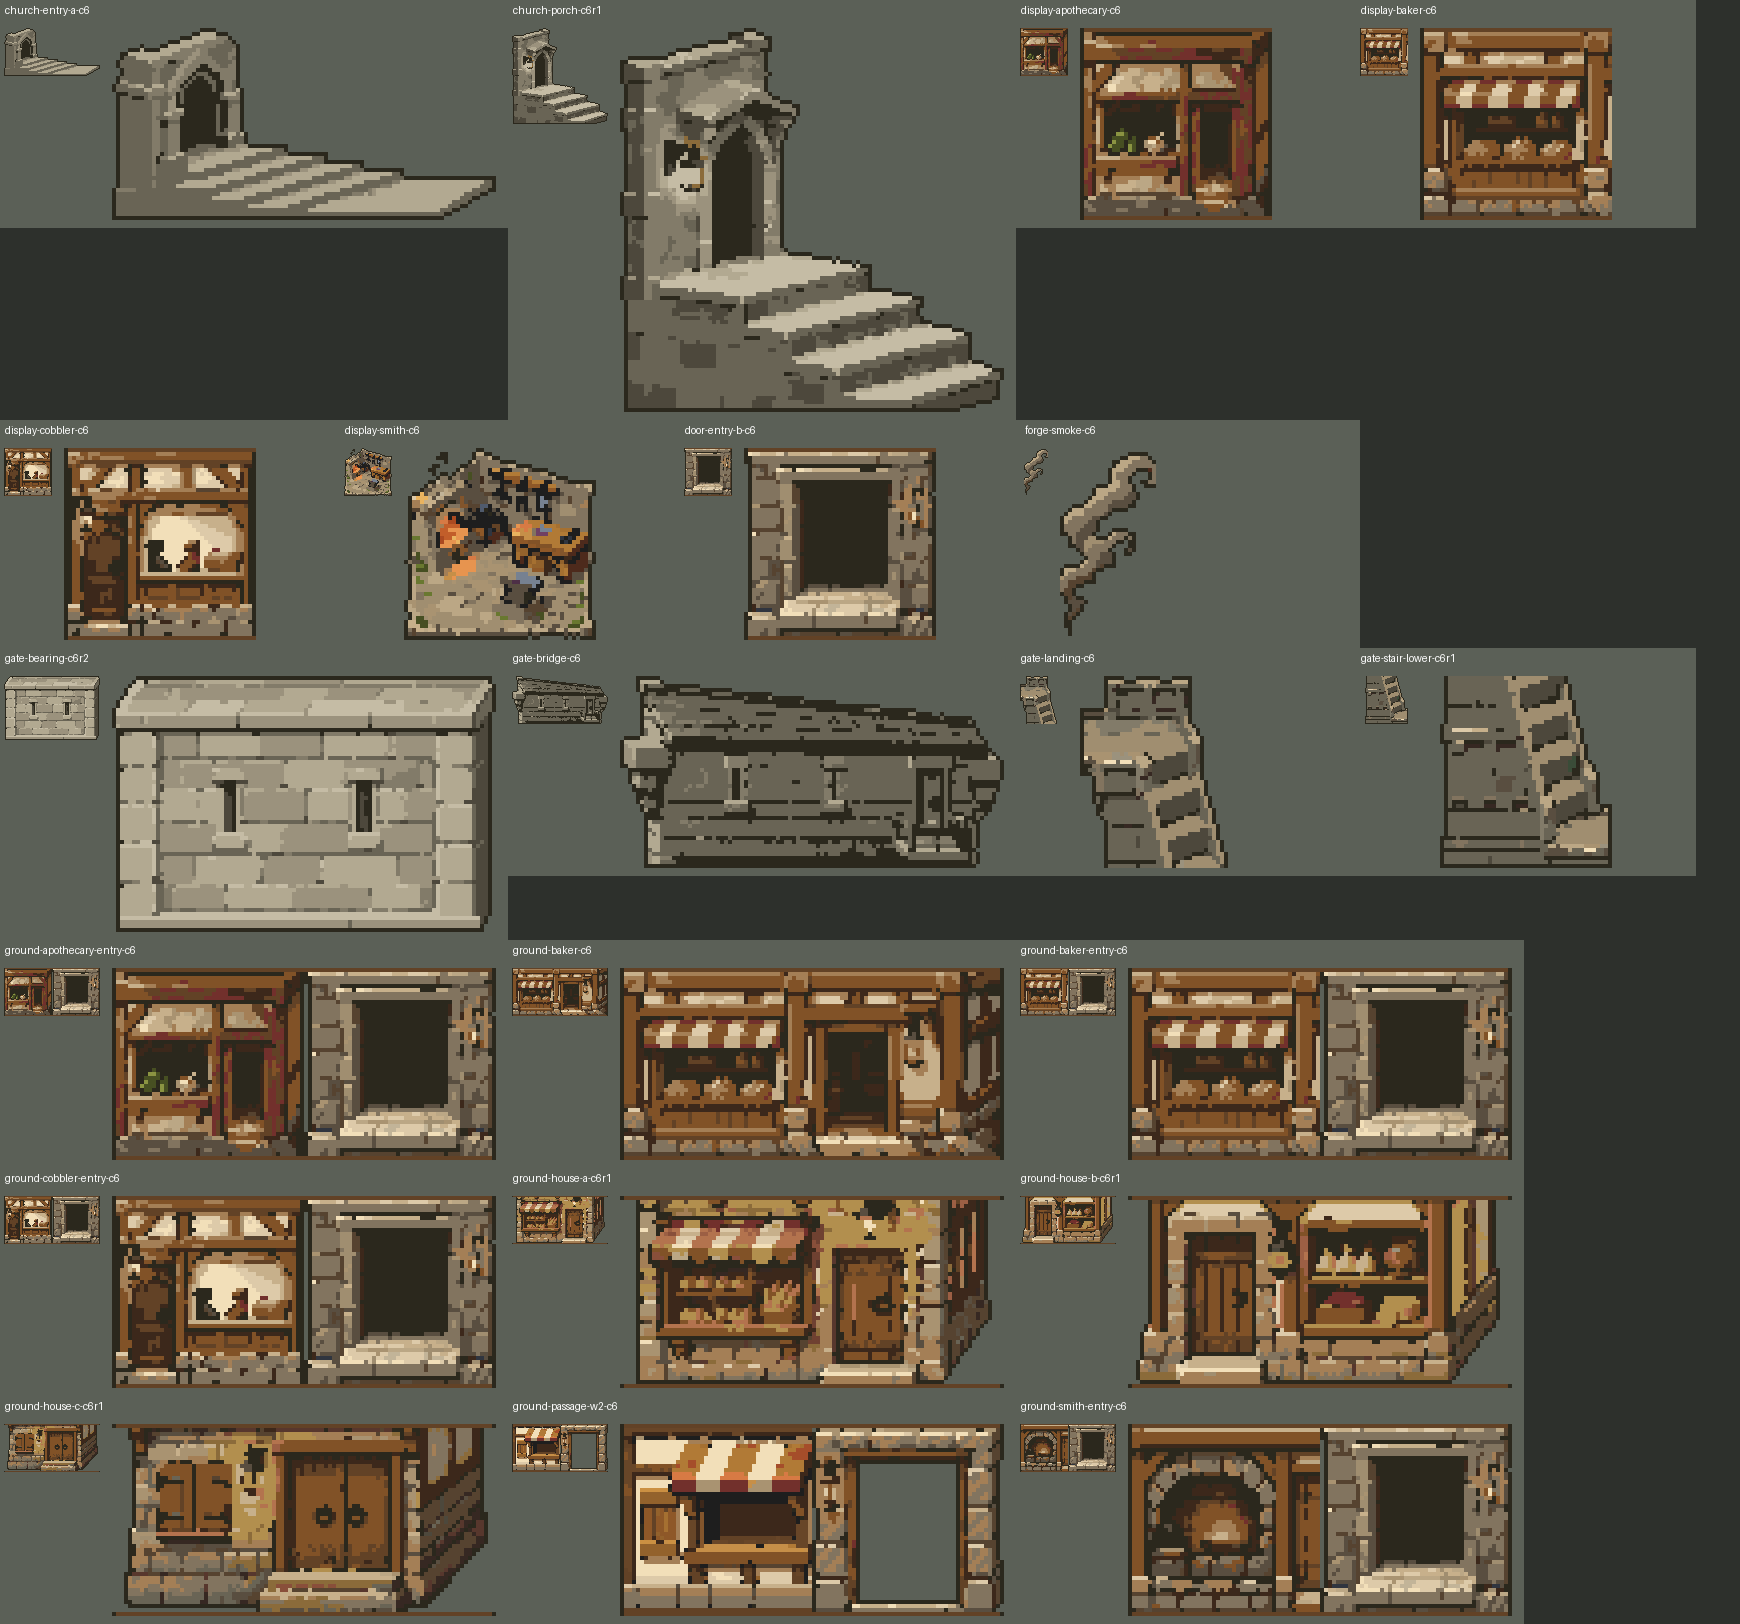 church-entry-a-c6
church-porch-c6r1
display-apothecary-c6
display-baker-c6
display-cobbler-c6
display-smith-c6
door-entry-b-c6
forge-smoke-c6
gate-bearing-c6r2
gate-bridge-c6
gate-landing-c6
gate-stair-lower-c6r1
ground-apothecary-entry-c6
ground-baker-c6
ground-baker-entry-c6
ground-cobbler-entry-c6
ground-house-a-c6r1
ground-house-b-c6r1
ground-house-c-c6r1
ground-passage-w2-c6
ground-smith-entry-c6